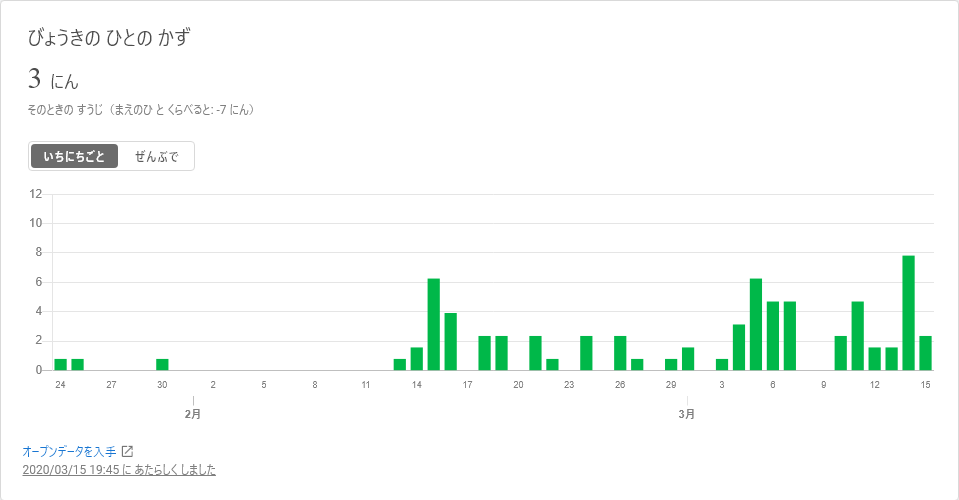 びょうきの ひとの かず
3 にん
そのときの すうじ（まえのひ と くらべると: -7 にん）
いちにちごと ぜんぶで
12
10
8
6
4
2
0
24 27 30 2 5 8 11 14 17 20 23 26 29 3 6 9 12 15
2月 3月
オープンデータを入手
2020/03/15 19:45 に あたらしく しました